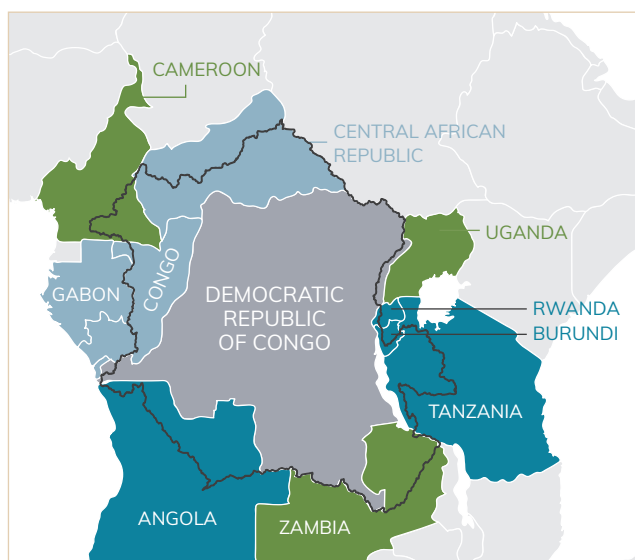 CAMEROON
CENTRAL AFRICAN
REPUBLIC
UGANDA
GABON
CONGO
DEMOCRATIC
REPUBLIC
OF CONGO
RWANDA
BURUNDI
TANZANIA
ANGOLA
ZAMBIA